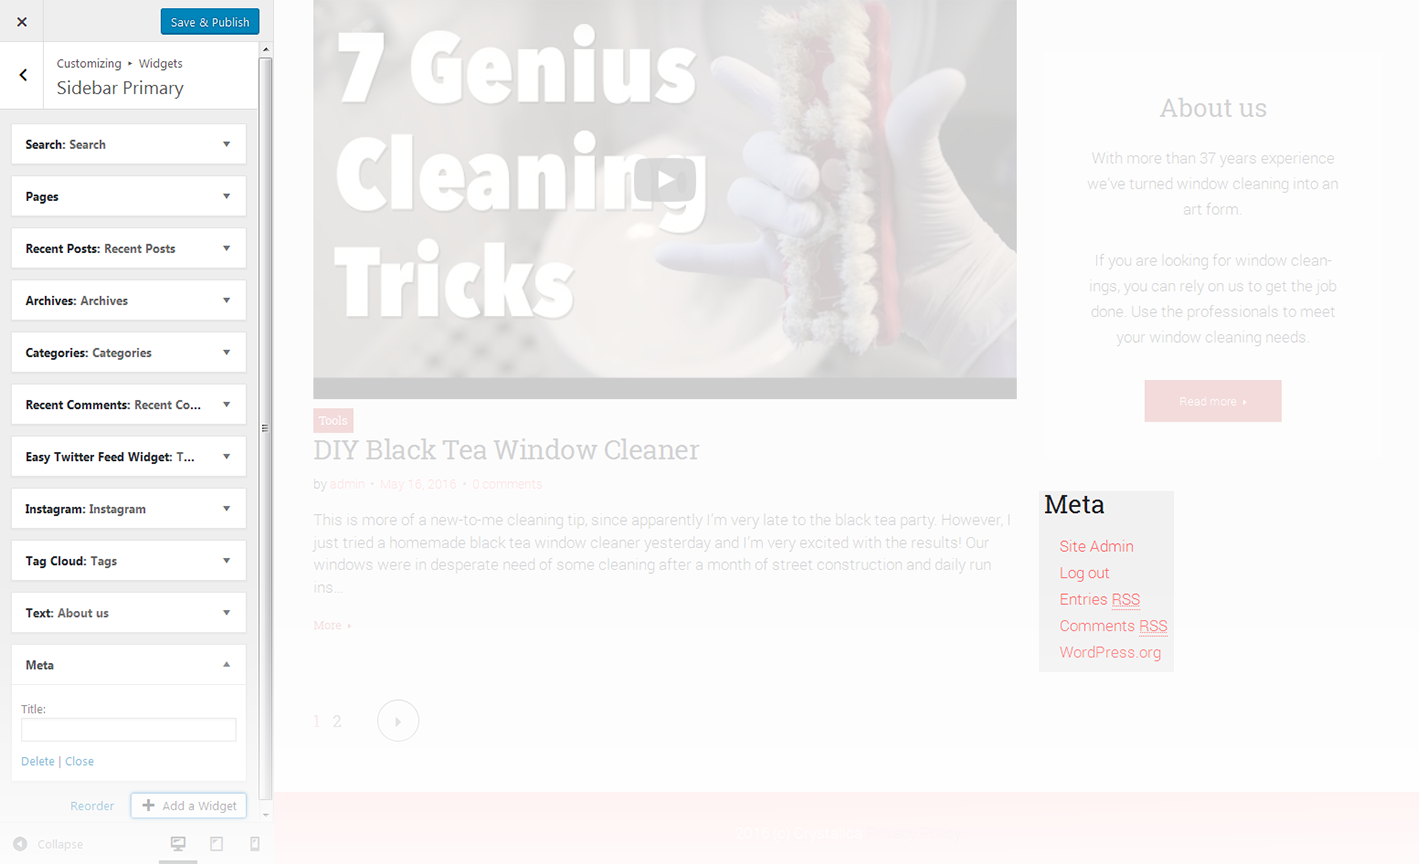 Save & Publish
Customizing ▸ Widgets
Sidebar Primary
Search: Search
Pages
Recent Posts: Recent Posts
Archives: Archives
Categories: Categories
Recent Comments: Recent Co...
Easy Twitter Feed Widget: T...
Instagram: Instagram
Tag Cloud: Tags
Text: About us
Meta
Title:
Delete | Close
Reorder
Add a Widget
Collapse
7 Genius
Cleaning
Tricks
Tools
DIY Black Tea Window Cleaner
by admin • May 16, 2016 • 0 comments
This is more of a new-to-me cleaning tip, since apparently I'm very late to the black tea party. However, I
just tried a homemade black tea window cleaner yesterday and I'm very excited with the results! Our
windows were in desperate need of some cleaning after a month of street construction and daily run
ins...
More
1 2
About us
With more than 37 years experience
we've turned window cleaning into an
art form.
If you are looking for window clean-
ings, you can rely on us to get the job
done. Use the professionals to meet
your window cleaning needs.
Read more
Meta
Site Admin
Log out
Entries RSS
Comments RSS
WordPress.org